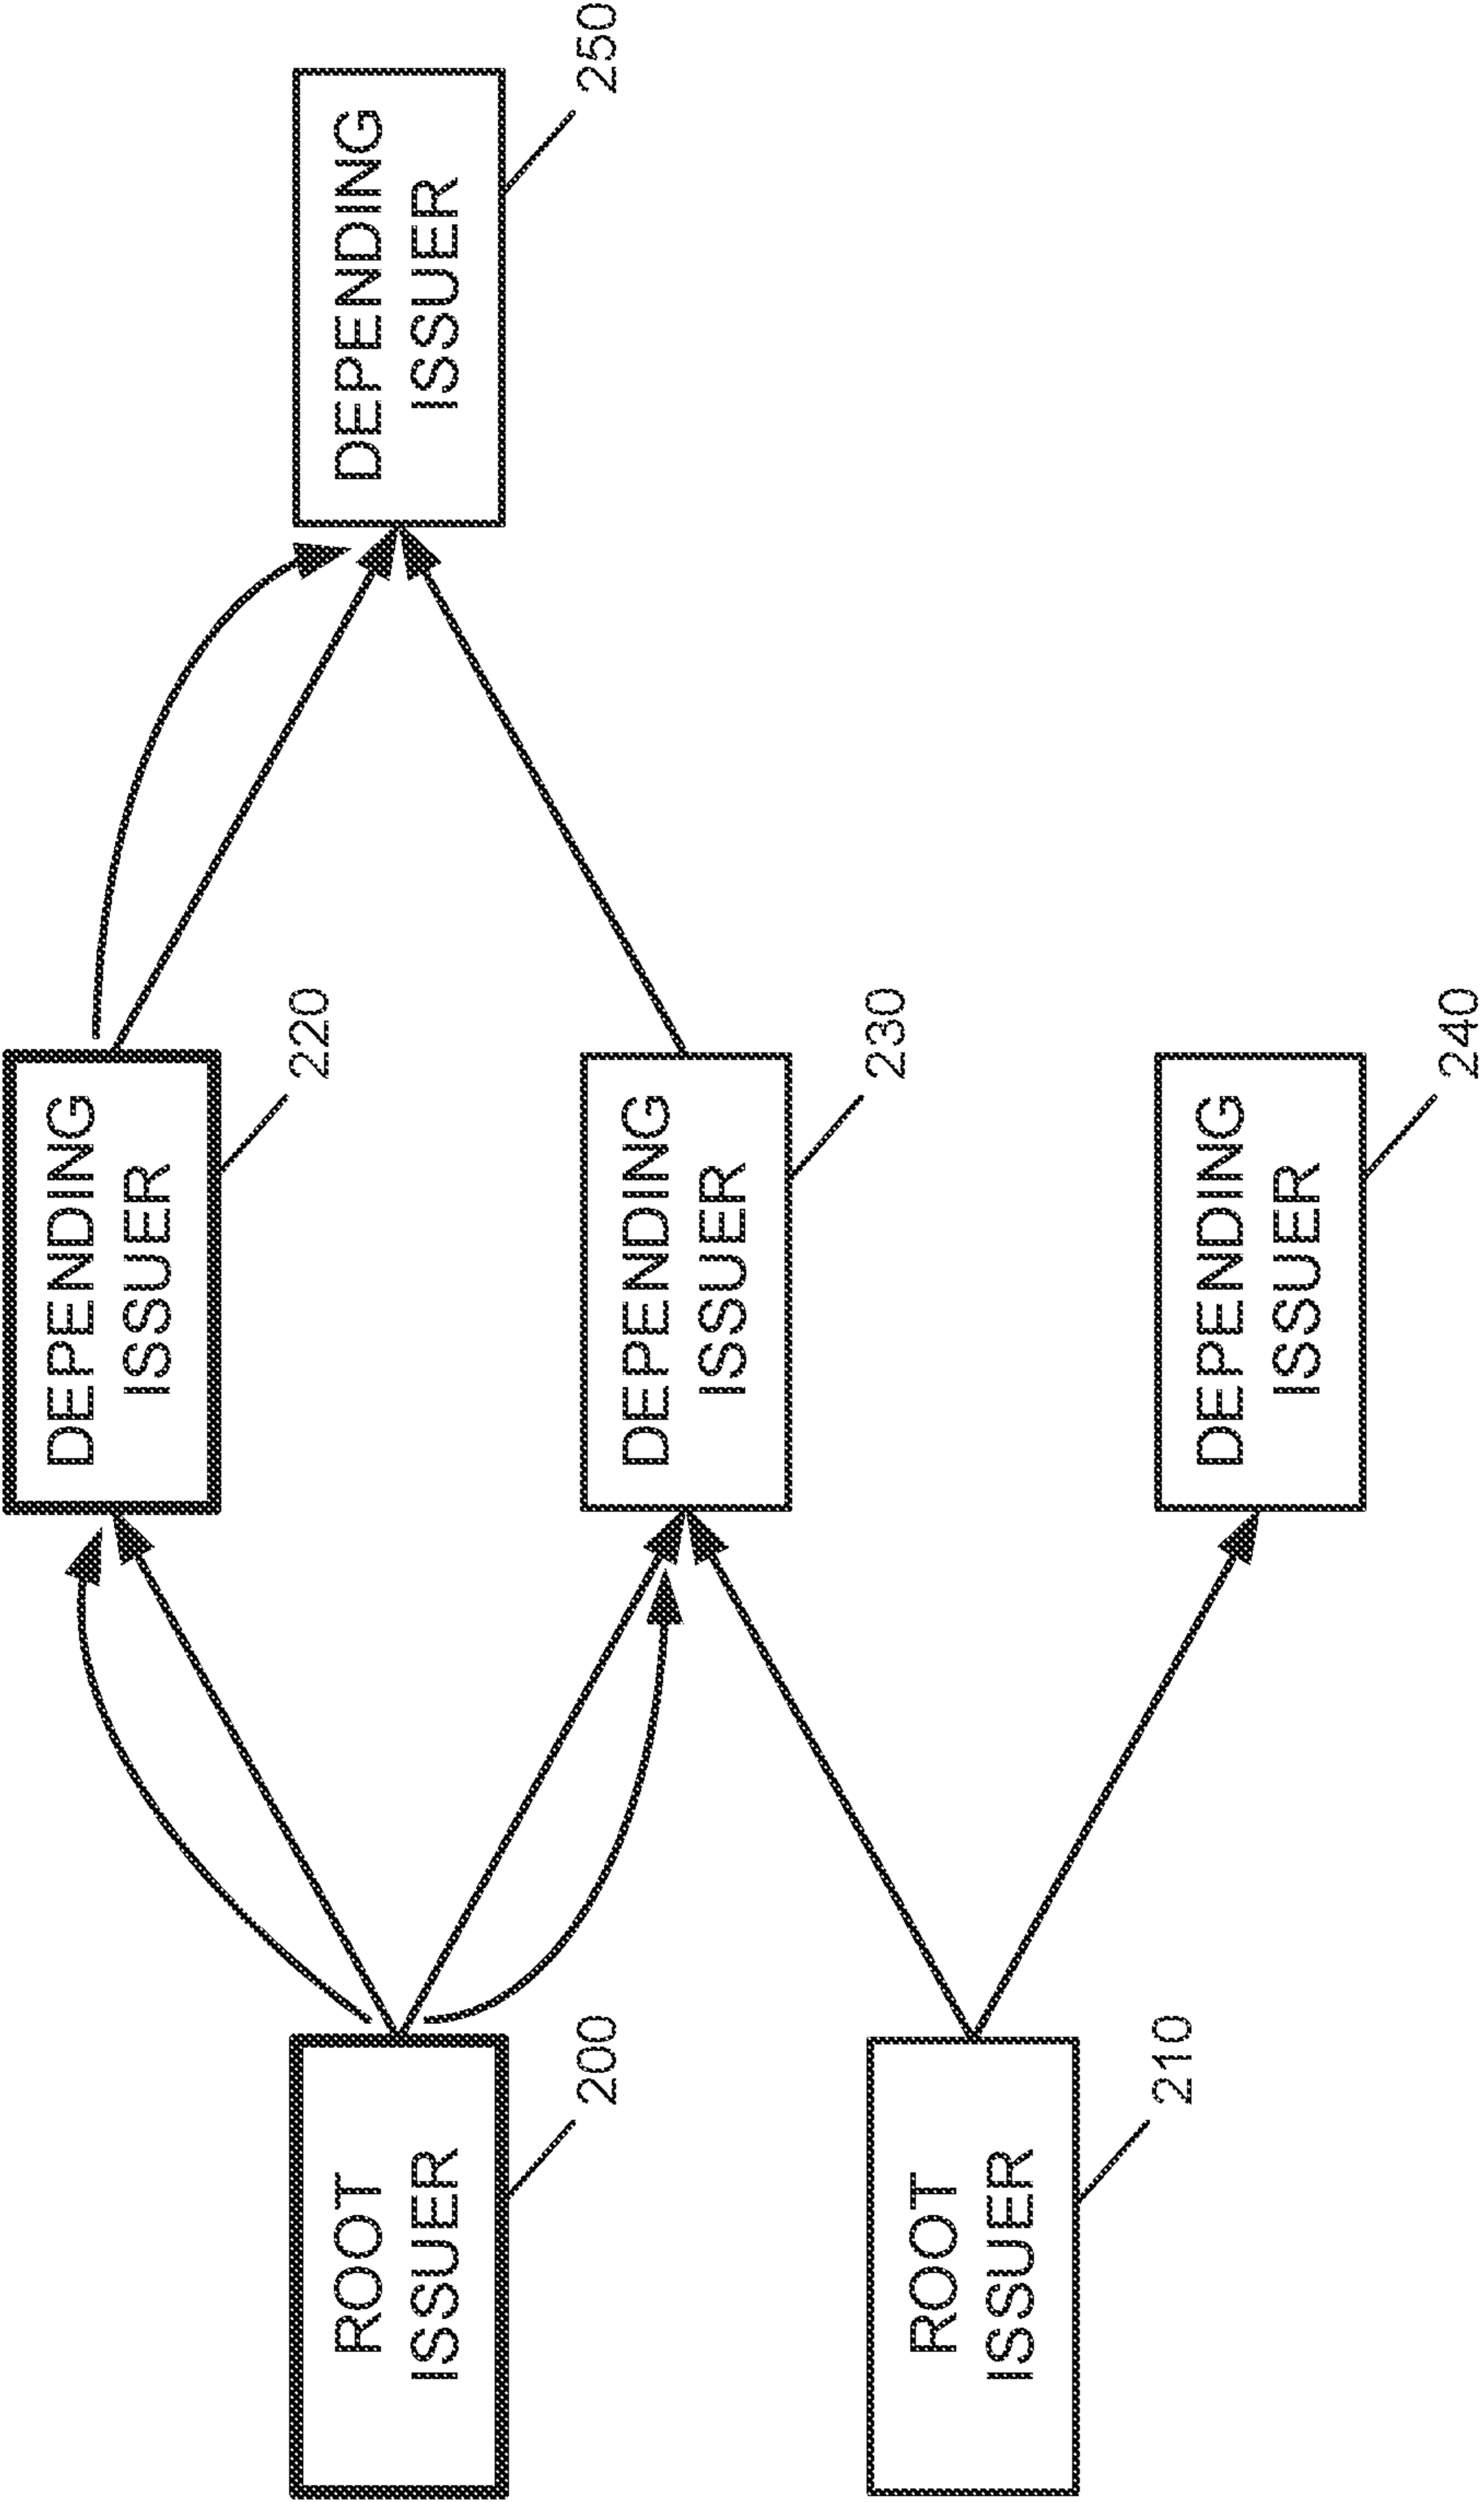 DEPENDING
ISSUER
220
ROOT
ISSUER
200
DEPENDING
ISSUER
250
DEPENDING
ISSUER
230
ROOT
ISSUER
210
DEPENDING
ISSUER
240